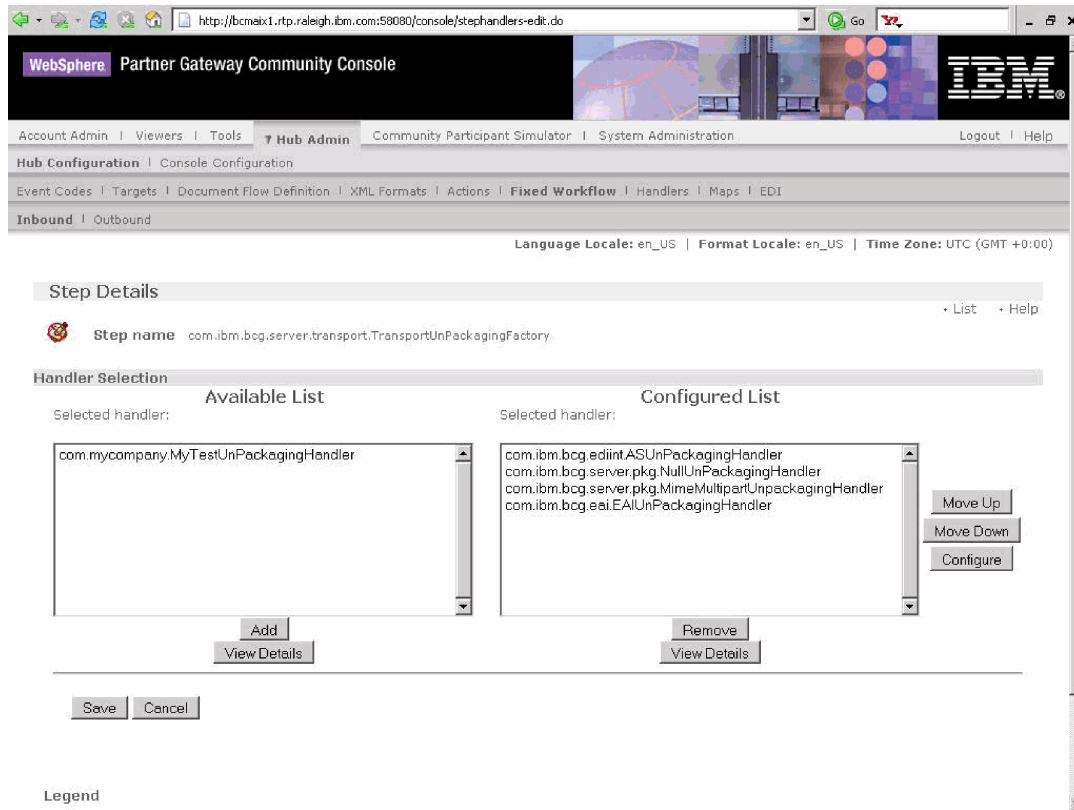 http://bcmaix1.rtp.raleigh.ibm.com:58080/console/stephandlers-edit.do Go
WebSphere. Partner Gateway Community Console
IBM®
Account Admin | Viewers | Tools Hub Admin Community Participant Simulator | System Administration Logout | Help
Hub Configuration | Console Configuration
Event Codes | Targets | Document Flow Definition | XML Formats | Actions | Fixed Workflow | Handlers | Maps | EDI
Inbound | Outbound
Language Locale: en_US | Format Locale: en_US | Time Zone: UTC (GMT +0:00)
Step Details
List Help
Step name com.ibm.bcg.server.transport.TransportUnPackagingFactory
Handler Selection
Available List Configured List
Selected handler: Selected handler:
com.mycompany.MyTestUnPackagingHandler com.ibm.bcg.ediint.ASUnPackagingHandler
com.ibm.bcg.server.pkg.NullUnPackagingHandler
com.ibm.bcg.server.pkg.MimeMultipartUnpackagingHandler
com.ibm.bcg.eai.EAIUnPackagingHandler
Move Up
Move Down
Configure
Add Remove
View Details View Details
Save Cancel
Legend